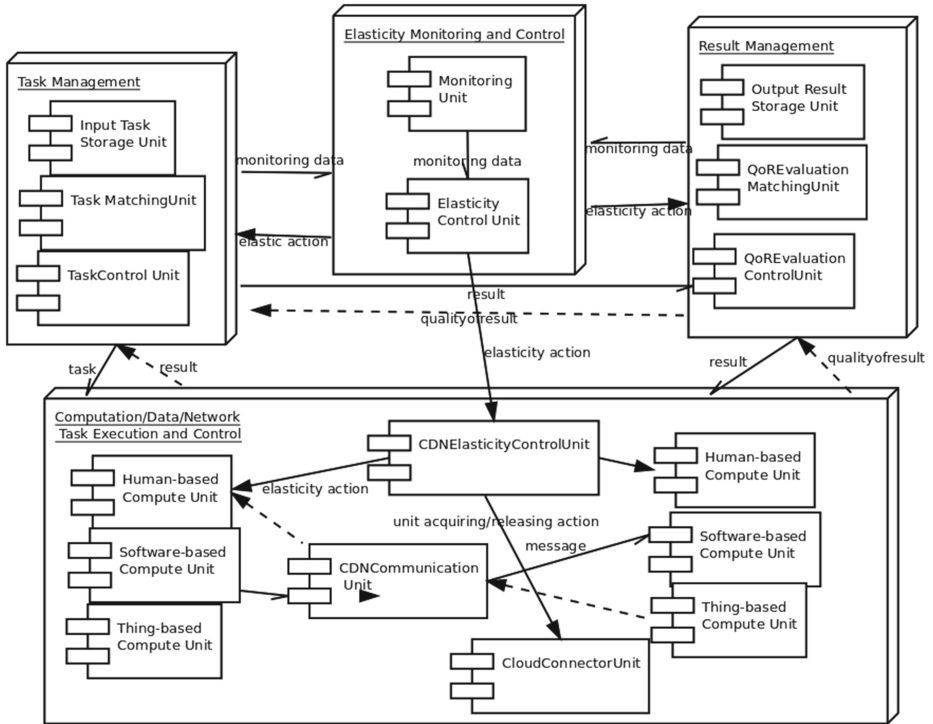 Elasticity Monitoring and Control
Monitoring
Unit
monitoring data
Elasticity
Control Unit
Task Management
Input Task
Storage Unit
Task MatchingUnit
TaskControl Unit
Result Management
Output Result
Storage Unit
QoREvaluation
MatchingUnit
QoREvaluation
ControlUnit
monitoring data
elastic action
monitoring data
elasticity action
result
qualityofresult
elasticity action
task
result
result
qualityofresult
Computation/Data/Network
Task Execution and Control
Human-based
Compute Unit
Software-based
Compute Unit
Thing-based
Compute Unit
CDNElasticityControlUnit
elasticity action
unit acquiring/releasing action
message
CDNCommunication
Unit
CloudConnectorUnit
Human-based
Compute Unit
Software-based
Compute Unit
Thing-based
Compute Unit